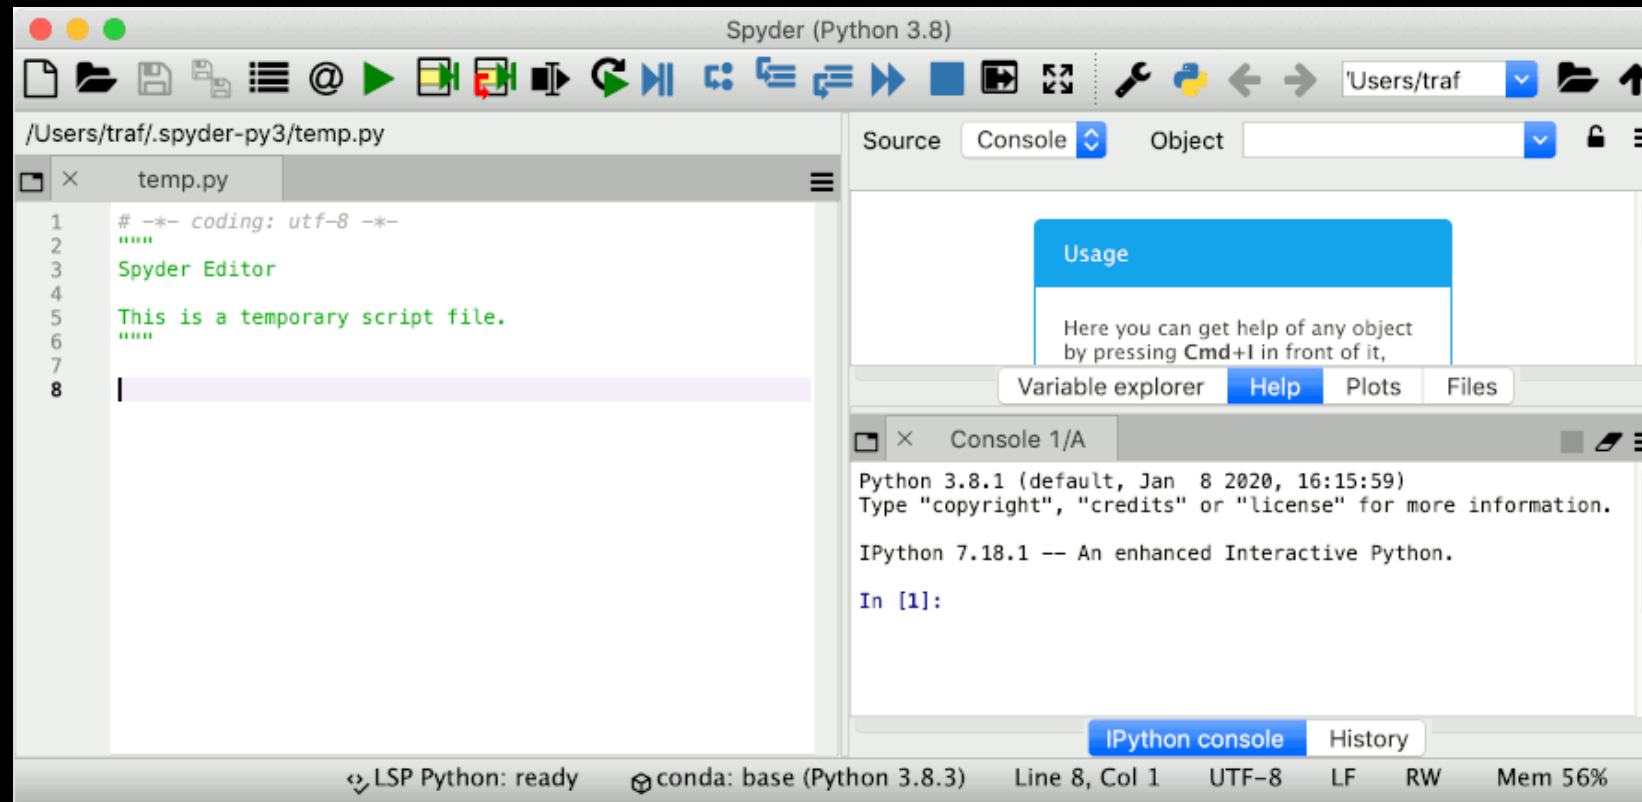 Spyder (Python 3.8)
'Users/traf
/Users/traf/.spyder-py3/temp.py
temp.py
1 # -*- coding: utf-8 -*-
2 """
3 Spyder Editor
4
5 This is a temporary script file.
6 """
7
8
Source Console Object
Usage
Here you can get help of any object
by pressing Cmd+I in front of it,
Variable explorer Help Plots Files
Console 1/A
Python 3.8.1 (default, Jan  8 2020, 16:15:59)
Type "copyright", "credits" or "license" for more information.
IPython 7.18.1 -- An enhanced Interactive Python.
In [1]:
IPython console History
LSP Python: ready conda: base (Python 3.8.3) Line 8, Col 1 UTF-8 LF RW Mem 56%